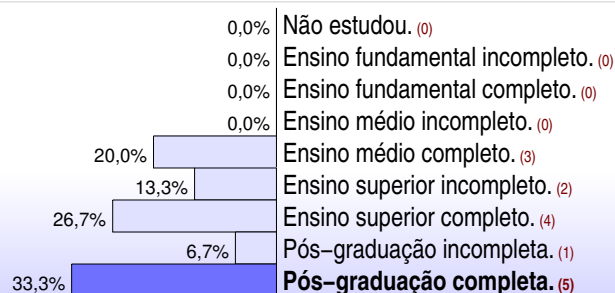 0,0% Não estudou. (0)
0,0% Ensino fundamental incompleto. (0)
0,0% Ensino fundamental completo. (0)
0,0% Ensino médio incompleto. (0)
20,0% Ensino médio completo. (3)
13,3% Ensino superior incompleto. (2)
26,7% Ensino superior completo. (4)
6,7% Pós−graduação incompleta. (1)
33,3% Pós−graduação completa. (5)